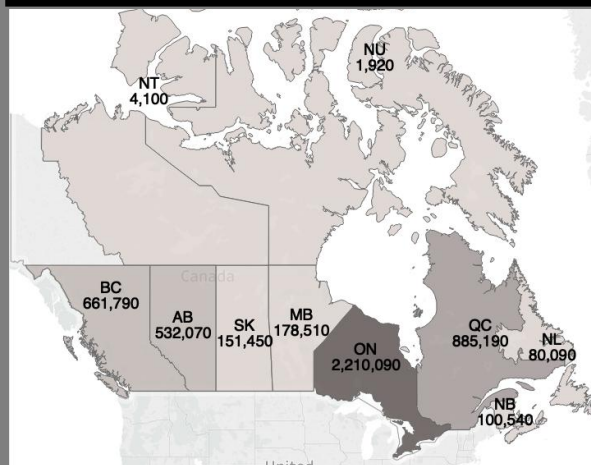 NU
1,920
NT
4,100
Canada
BC
661,790
AB
532,070
SK
151,450
MB
178,510
ON
2,210,090
QC
885,190
NL
80,090
NB
100,540
United